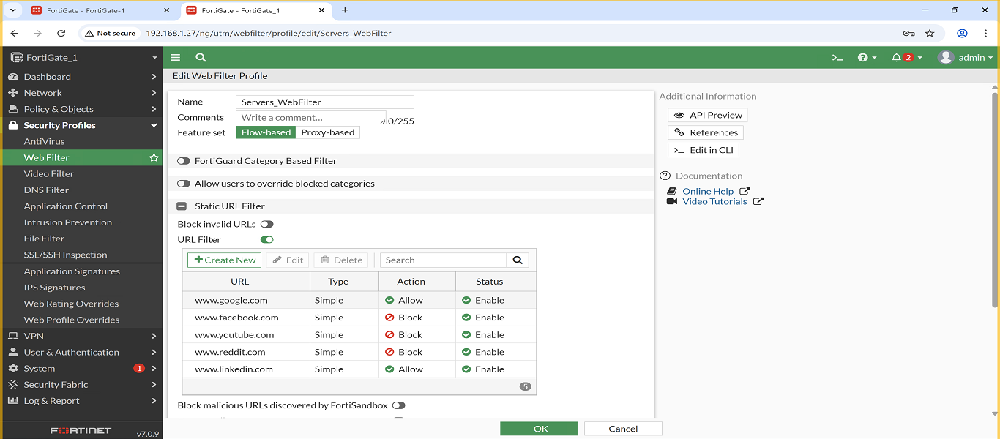 FortiGate - FortiGate-1
FortiGate - FortiGate_1
Not secure 192.168.1.27/ng/utm/webfilter/profile/edit/Servers_WebFilter
FortiGate_1
Dashboard
Network
Policy & Objects
Security Profiles
AntiVirus
Web Filter
Video Filter
DNS Filter
Application Control
Intrusion Prevention
File Filter
SSL/SSH Inspection
Application Signatures
IPS Signatures
Web Rating Overrides
Web Profile Overrides
VPN
User & Authentication
System 1
Security Fabric
Log & Report
FORTINET v7.0.9
>_ ? 2 admin
Edit Web Filter Profile
Name Servers_WebFilter
Comments Write a comment... 0/255
Feature set Flow-based Proxy-based
FortiGuard Category Based Filter
Allow users to override blocked categories
Static URL Filter
Block invalid URLs
URL Filter
Create New Edit Delete Search
URL Type Action Status
www.google.com Simple Allow Enable
www.facebook.com Simple Block Enable
www.youtube.com Simple Block Enable
www.reddit.com Simple Block Enable
www.linkedin.com Simple Allow Enable
5
Block malicious URLs discovered by FortiSandbox
OK Cancel
Additional Information
API Preview
References
>_ Edit in CLI
? Documentation
Online Help
Video Tutorials